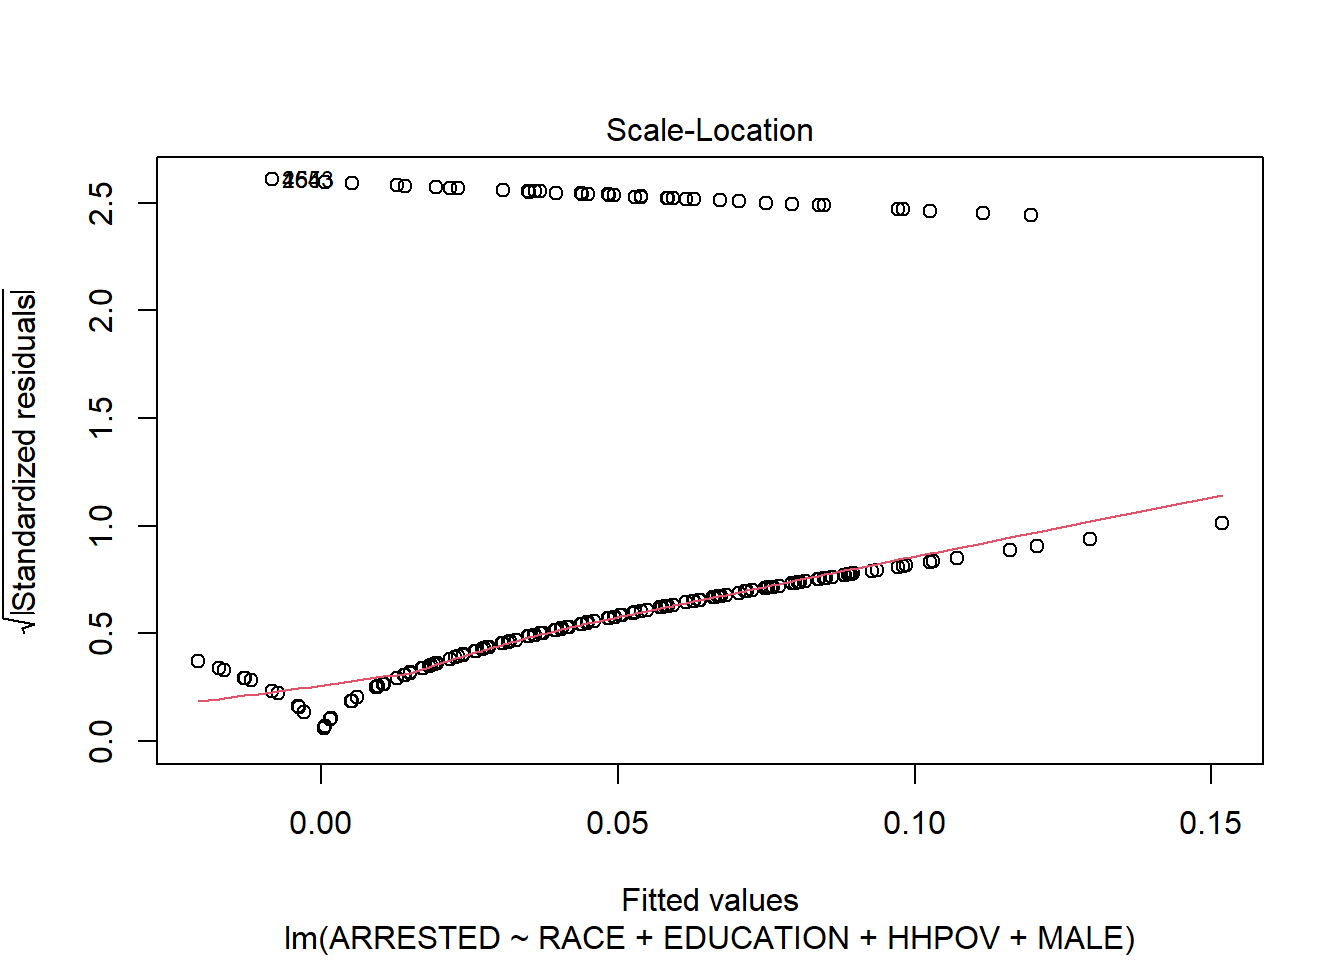 Scale-Location
√|Standardized residuals|
2.5
2.0
1.5
1.0
0.5
0.0
0.00 0.05 0.10 0.15
Fitted values
lm(ARRESTED ~ RACE + EDUCATION + HHPOV + MALE)